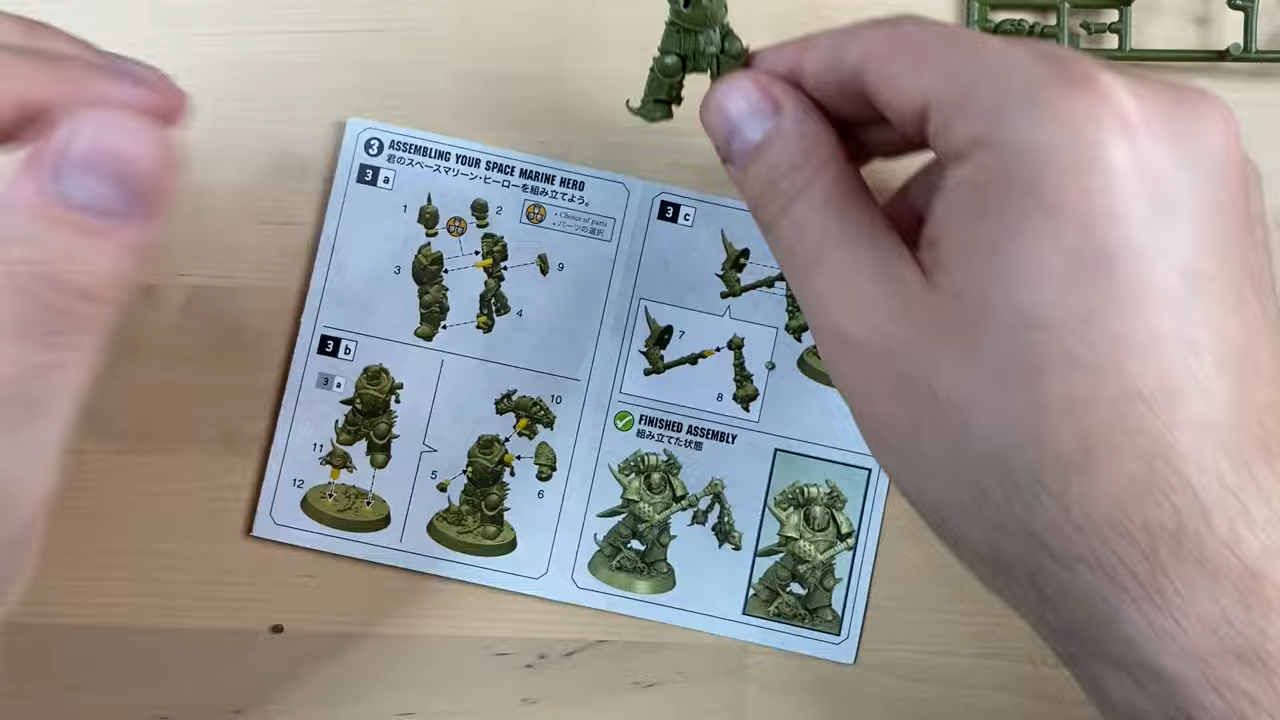 3 ASSEMBLING YOUR SPACE MARINE HERO
君のスペースマリーン・ヒーローを組み立てよう。
3 a
1
2
• Choice of parts
• パーツの選択
3
9
4
3 b
3 a
11
12
10
5
6
3 c
7
8
FINISHED ASSEMBLY
組み立てた状態